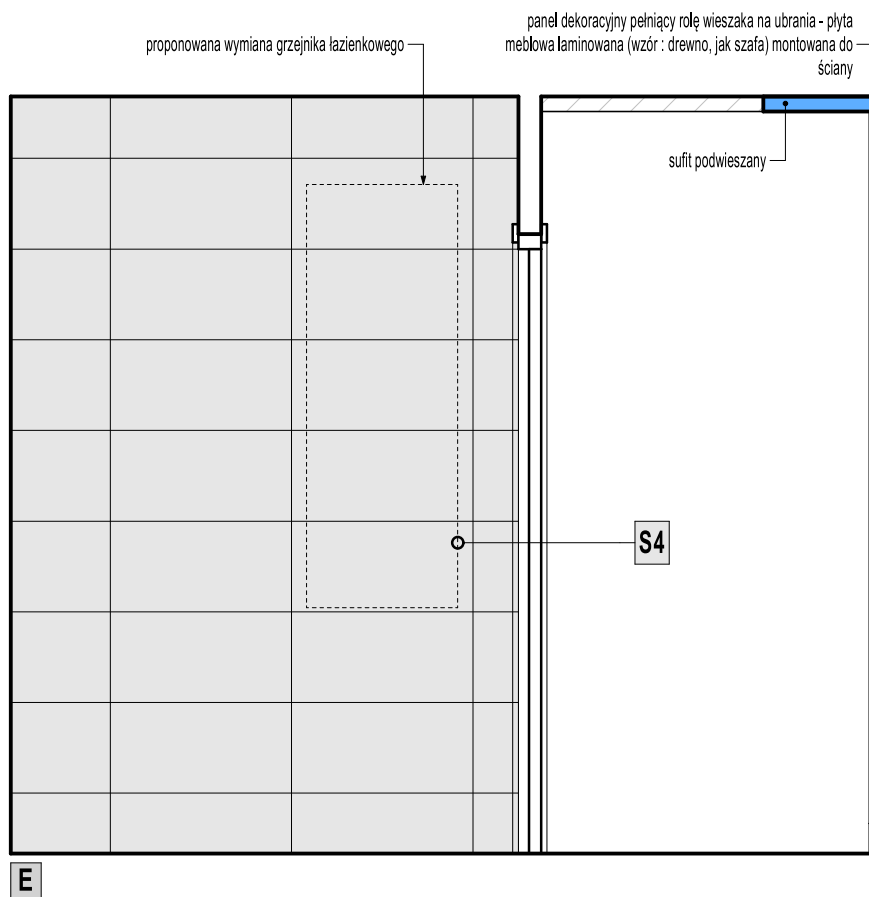 panel dekoracyjny pełniący rolę wieszaka na ubrania - płyta
meblowa laminowana (wzór : drewno, jak szafa) montowana do
ściany
proponowana wymiana grzejnika łazienkowego
sufit podwieszany
S4
E